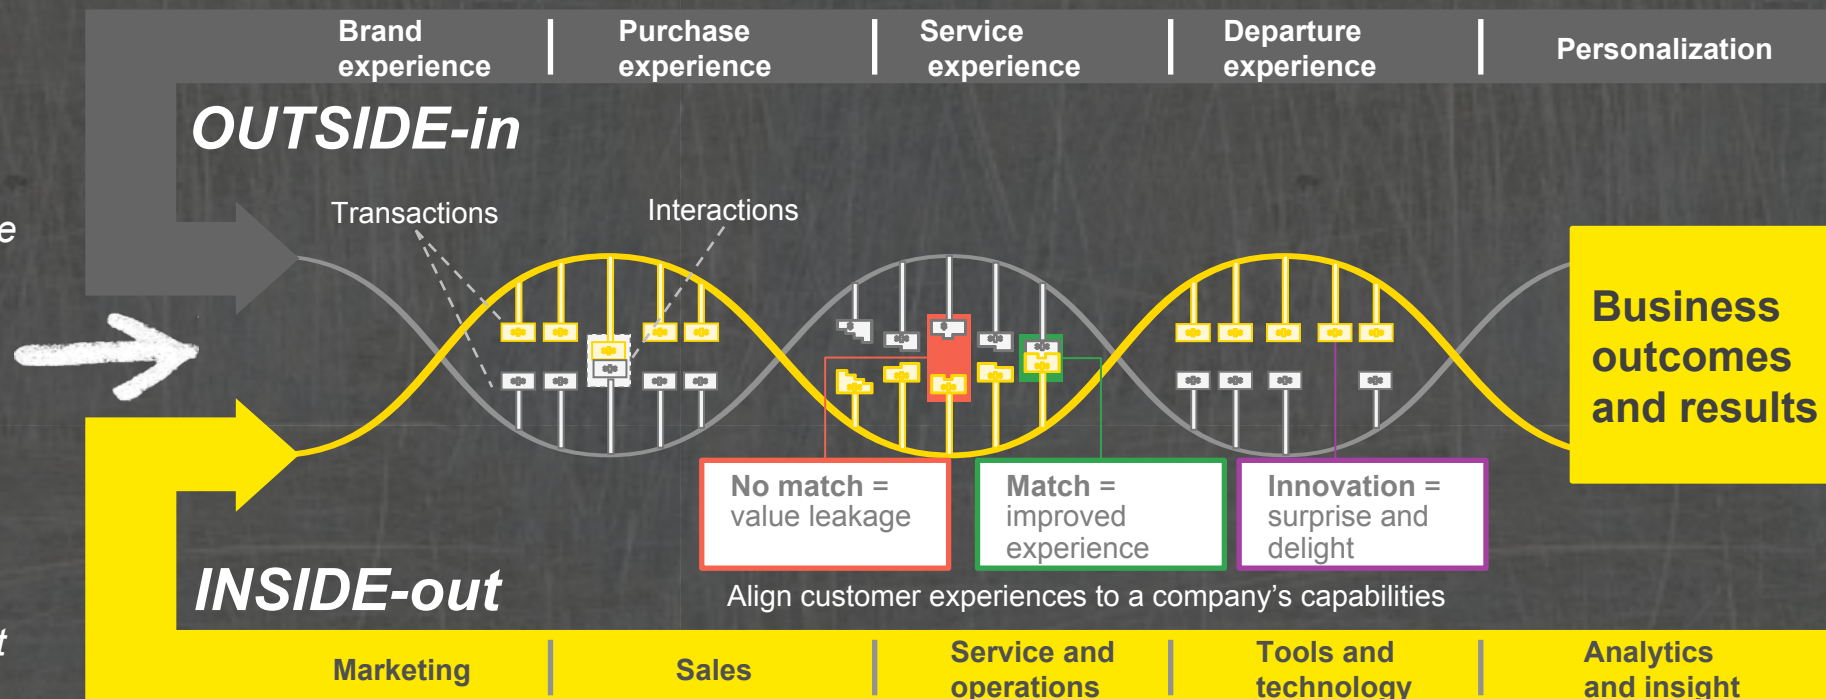 Brand
experience
Purchase
experience
Service
experience
Departure
experience
Personalization
OUTSIDE-in
Transactions
Interactions
Business
outcomes
and results
No match =
value leakage
Match =
improved
experience
Innovation =
surprise and
delight
INSIDE-out
Align customer experiences to a company's capabilities
Marketing
Sales
Service and
operations
Tools and
technology
Analytics
and insight